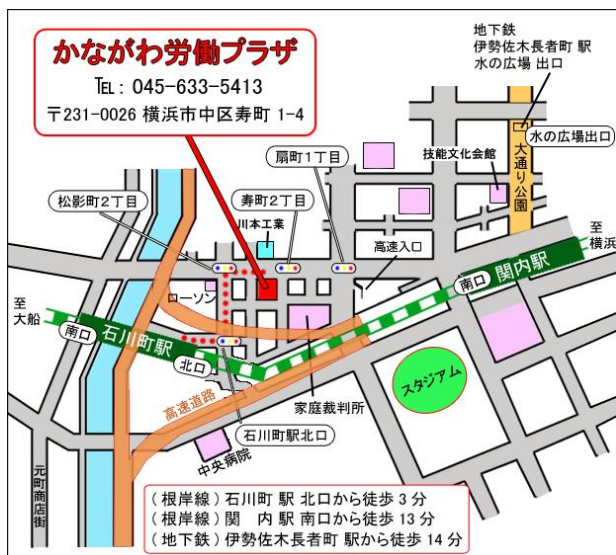 かながわ労働プラザ
TEL: 045-633-5413
〒231-0026 横浜市中区寿町 1-4
地下鉄
伊勢佐木長者町 駅
水の広場 出口
水の広場出口
大通り公園
技能文化会館
扇町1丁目
松影町2丁目
寿町2丁目
川本工業
高速入口
至
横浜
関内駅
南口
ローソン
至
大船
南口
石川町駅
北口
スタジアム
家庭裁判所
高速道路
石川町駅北口
中央病院
元町商店街
(根岸線) 石川町 駅 北口から徒歩 3 分
(根岸線) 関 内 駅 南口から徒歩 13 分
(地下鉄) 伊勢佐木長者町 駅から徒歩 14 分